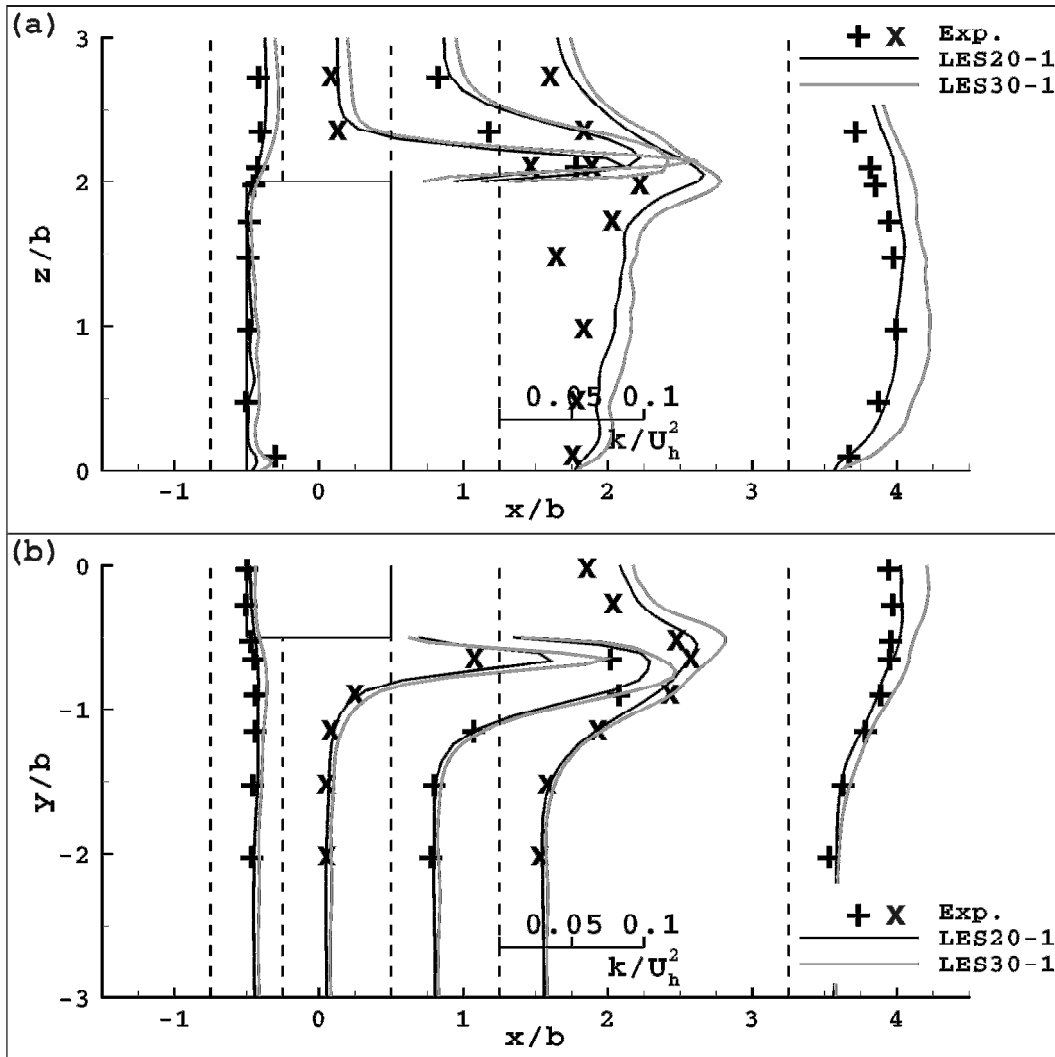 (a)
3
2
1
0
z/b
-1 0 1 2 3 4
x/b
+ x Exp.
LES20-1
LES30-1
0.05 0.1
k/U_h^2
(b)
0
-1
-2
-3
y/b
-1 0 1 2 3 4
x/b
+ x Exp.
LES20-1
LES30-1
0.05 0.1
k/U_h^2